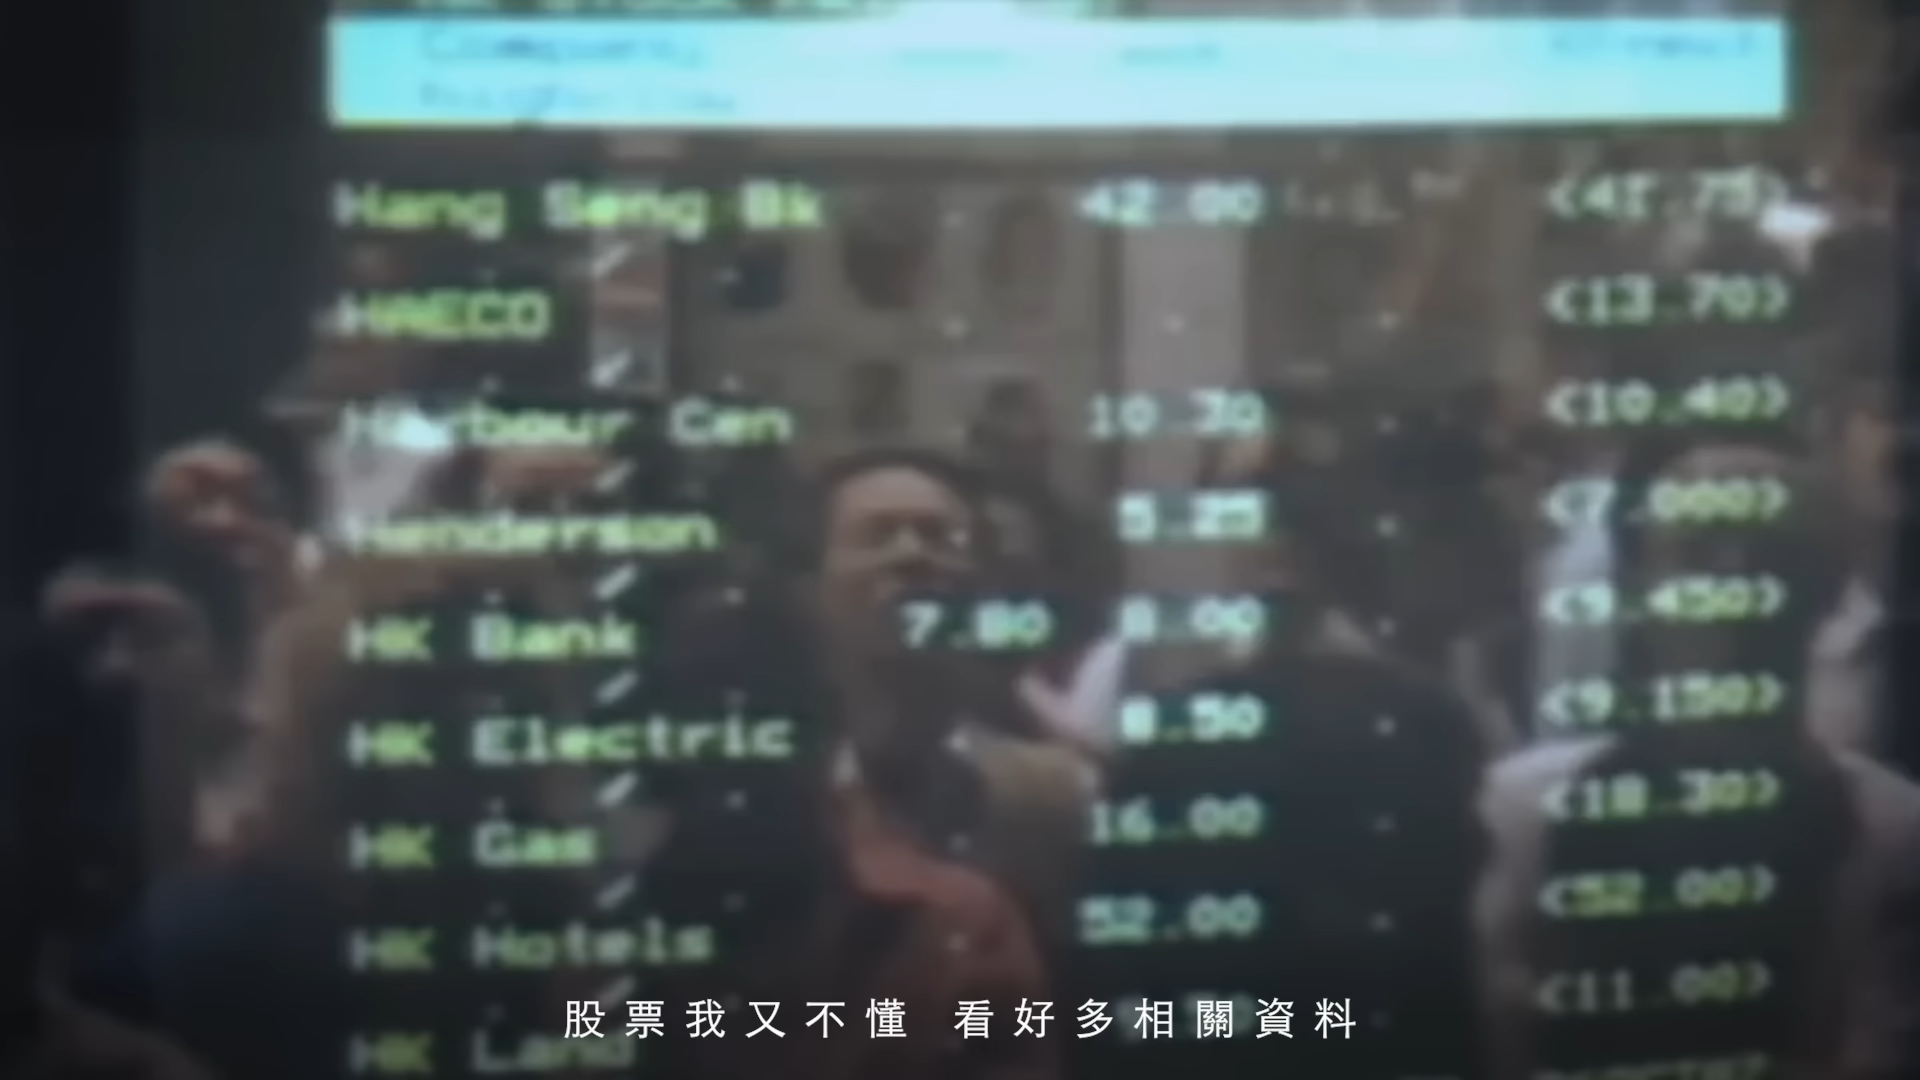 Company
Hang Seng Bk 42.00 <41.75>
HAECO <13.70>
Harbour Cen 10.30 <10.40>
Henderson 5.25 <7.000>
HK Bank 7.80 8.00 <9.450>
HK Electric 8.50 <9.150>
HK Gas 16.00 <18.30>
HK Hotels 52.00 <52.00>
HK Land <11.00>
股票我又不懂 看好多相關資料